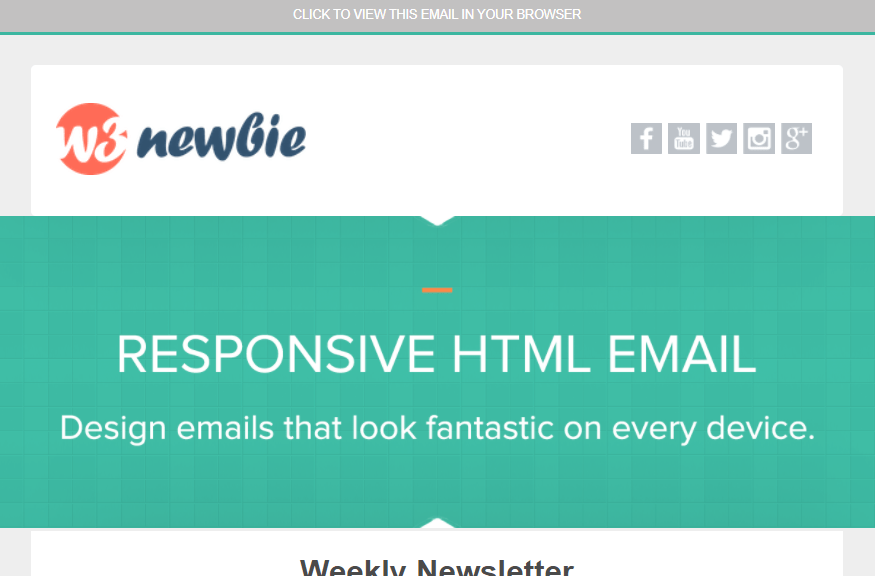 CLICK TO VIEW THIS EMAIL IN YOUR BROWSER
w3 newbie
f You Tube g+
RESPONSIVE HTML EMAIL
Design emails that look fantastic on every device.
Weekly Newsletter